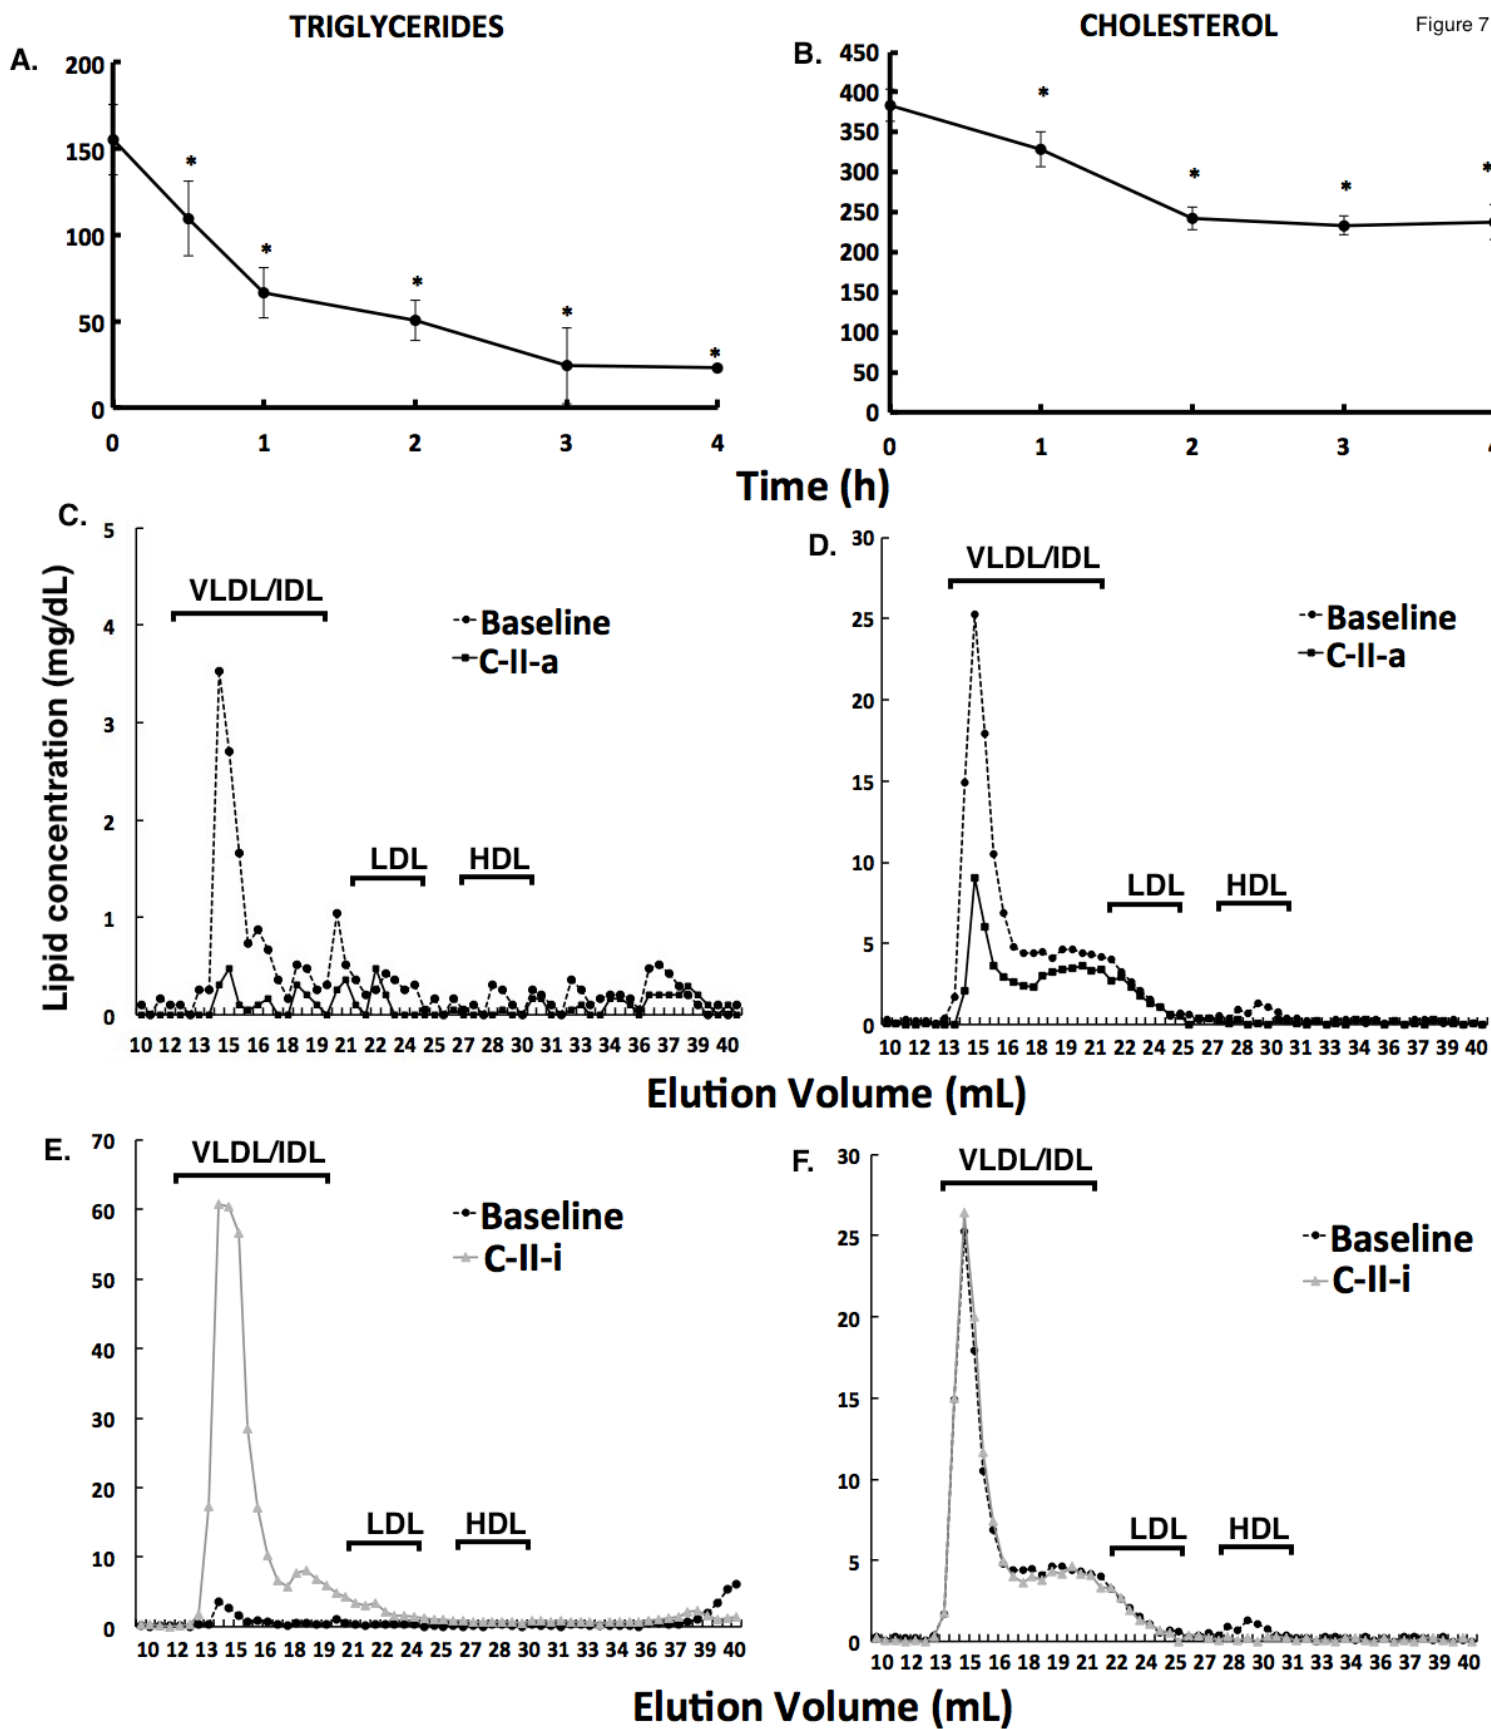 TRIGLYCERIDES
CHOLESTEROL
Figure 7
A.
200
150
100
50
0
*
*
*
*
*
0 1 2 3 4
B.
450
400
350
300
250
200
150
100
50
0
*
*
*
*
0 1 2 3
Time (h)
Lipid concentration (mg/dL)
C.
5
4
3
2
1
0
VLDL/IDL
Baseline
C-II-a
LDL
HDL
10 12 13 15 16 18 19 21 22 24 25 27 28 30 31 33 34 36 37 39 40
D.
30
25
20
15
10
5
0
VLDL/IDL
Baseline
C-II-a
LDL
HDL
10 12 13 15 16 18 19 21 22 24 25 27 28 30 31 33 34 36 37 39 40
Elution Volume (mL)
E.
70
60
50
40
30
20
10
0
VLDL/IDL
Baseline
C-II-i
LDL
HDL
10 12 13 15 16 18 19 21 22 24 25 27 28 30 31 33 34 36 37 39 40
F.
30
25
20
15
10
5
0
VLDL/IDL
Baseline
C-II-i
LDL
HDL
10 12 13 15 16 18 19 21 22 24 25 27 28 30 31 33 34 36 37 39 40
Elution Volume (mL)